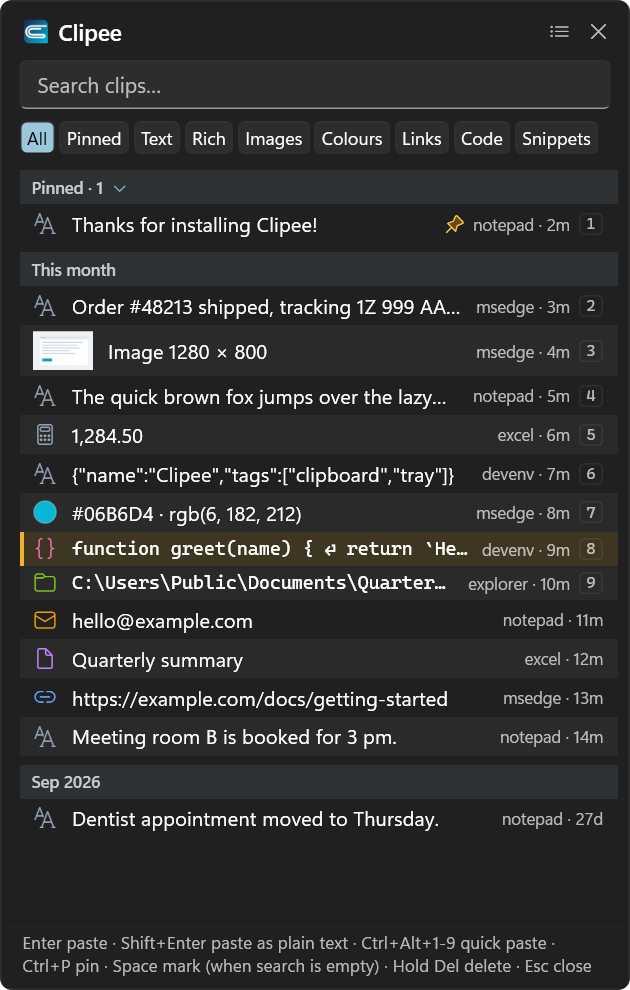 Clipee
Search clips...
All Pinned Text Rich Images Colours Links Code Snippets
Pinned · 1
Thanks for installing Clipee! notepad · 2m 1
This month
Order #48213 shipped, tracking 1Z 999 AA... msedge · 3m 2
Image 1280 × 800 msedge · 4m 3
The quick brown fox jumps over the lazy... notepad · 5m 4
1,284.50 excel · 6m 5
{"name":"Clipee","tags":["clipboard","tray"]} devenv · 7m 6
#06B6D4 · rgb(6, 182, 212) msedge · 8m 7
function greet(name) { ⏎ return `He… devenv · 9m 8
C:\Users\Public\Documents\Quarter… explorer · 10m 9
hello@example.com notepad · 11m
Quarterly summary excel · 12m
https://example.com/docs/getting-started msedge · 13m
Meeting room B is booked for 3 pm. notepad · 14m
Sep 2026
Dentist appointment moved to Thursday. notepad · 27d
Enter paste · Shift+Enter paste as plain text · Ctrl+Alt+1-9 quick paste ·
Ctrl+P pin · Space mark (when search is empty) · Hold Del delete · Esc close